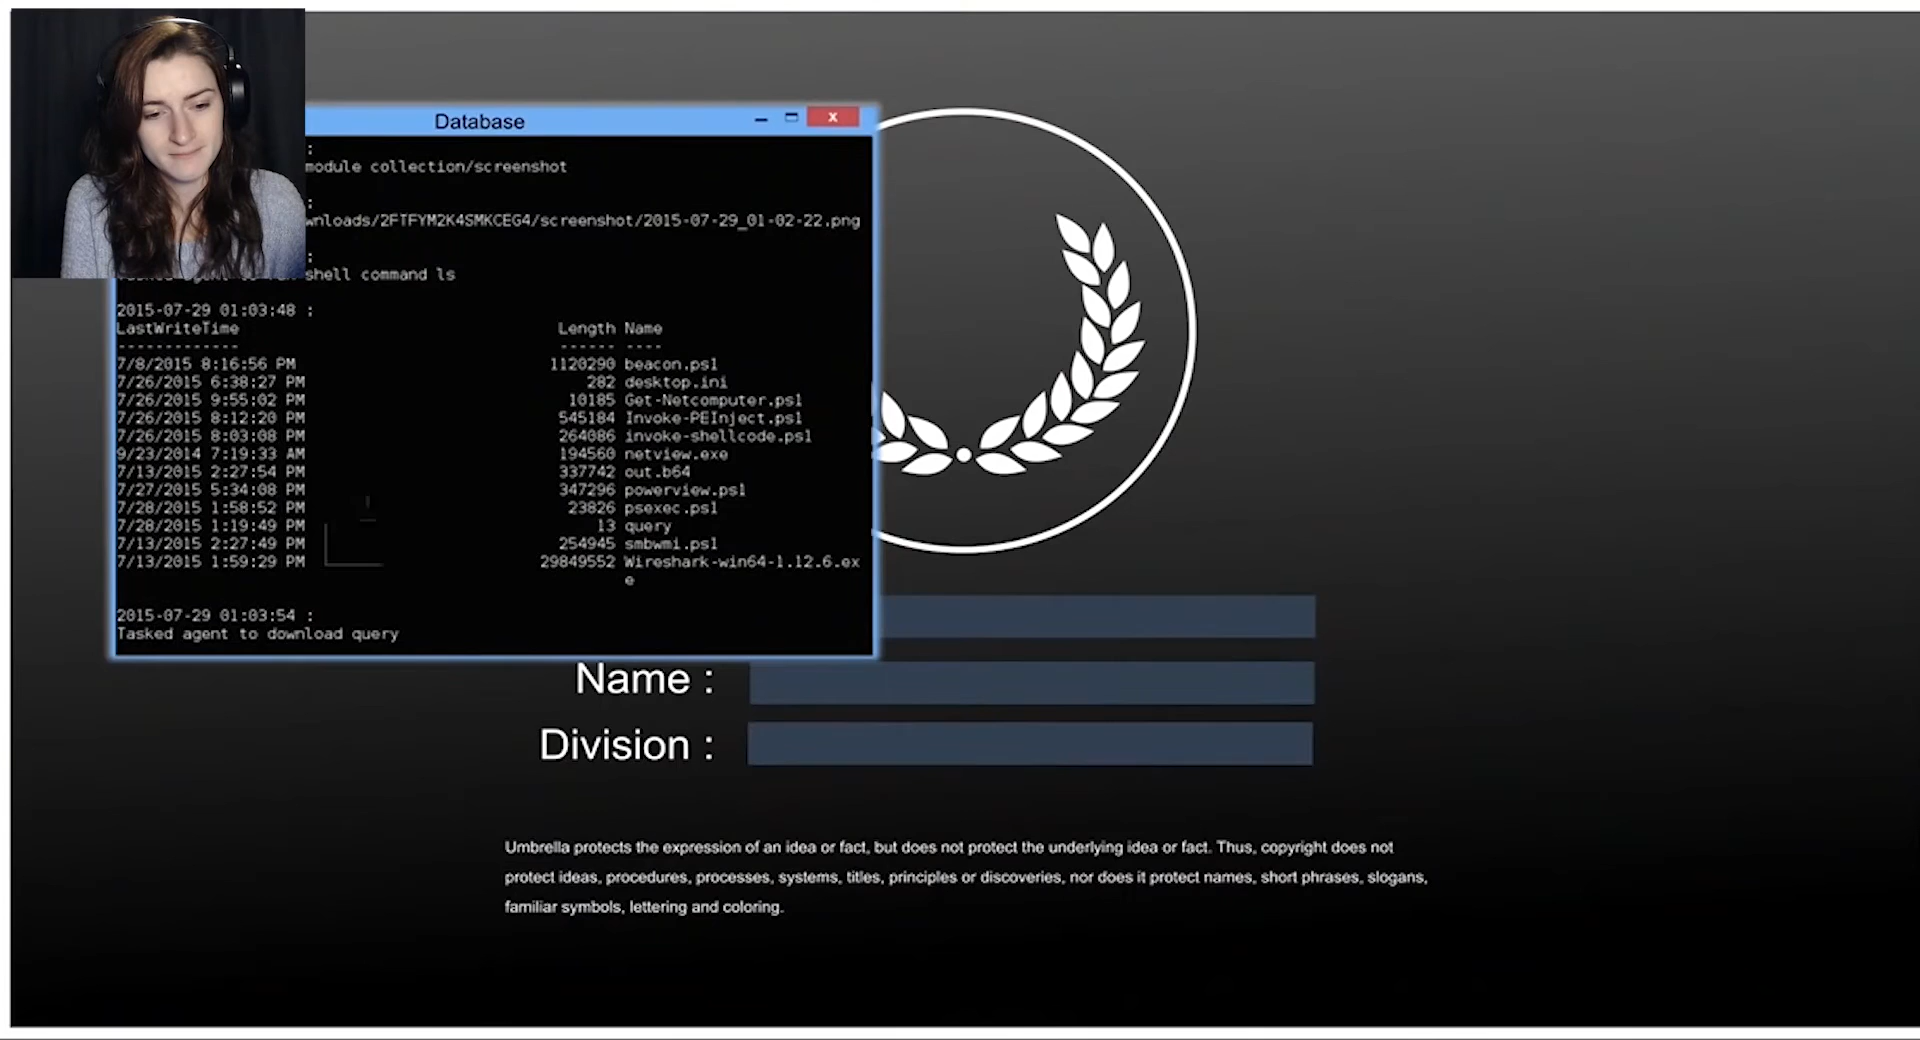 Database
x
:
module collection/screenshot
:
wnloads/2FTFYM2K4SMKCEG4/screenshot/2015-07-29_01-02-22.png
:
shell command ls
2015-07-29 01:03:48 :
LastWriteTime Length Name
------------- ------ ----
7/8/2015 8:16:56 PM 1120290 beacon.ps1
7/26/2015 6:38:27 PM 282 desktop.ini
7/26/2015 9:55:02 PM 10185 Get-Netcomputer.ps1
7/26/2015 8:12:20 PM 545184 Invoke-PEInject.ps1
7/26/2015 8:03:08 PM 264086 invoke-shellcode.ps1
9/23/2014 7:19:33 AM 194560 netview.exe
7/13/2015 2:27:54 PM 337742 out.b64
7/27/2015 5:34:08 PM 347296 powerview.ps1
7/28/2015 1:58:52 PM 23826 psexec.ps1
7/28/2015 1:19:49 PM 13 query
7/13/2015 2:27:49 PM 254945 smbwmi.ps1
7/13/2015 1:59:29 PM 29849552 Wireshark-win64-1.12.6.ex
e
2015-07-29 01:03:54 :
Tasked agent to download query
Name :
Division :
Umbrella protects the expression of an idea or fact, but does not protect the underlying idea or fact. Thus, copyright does not
protect ideas, procedures, processes, systems, titles, principles or discoveries, nor does it protect names, short phrases, slogans,
familiar symbols, lettering and coloring.